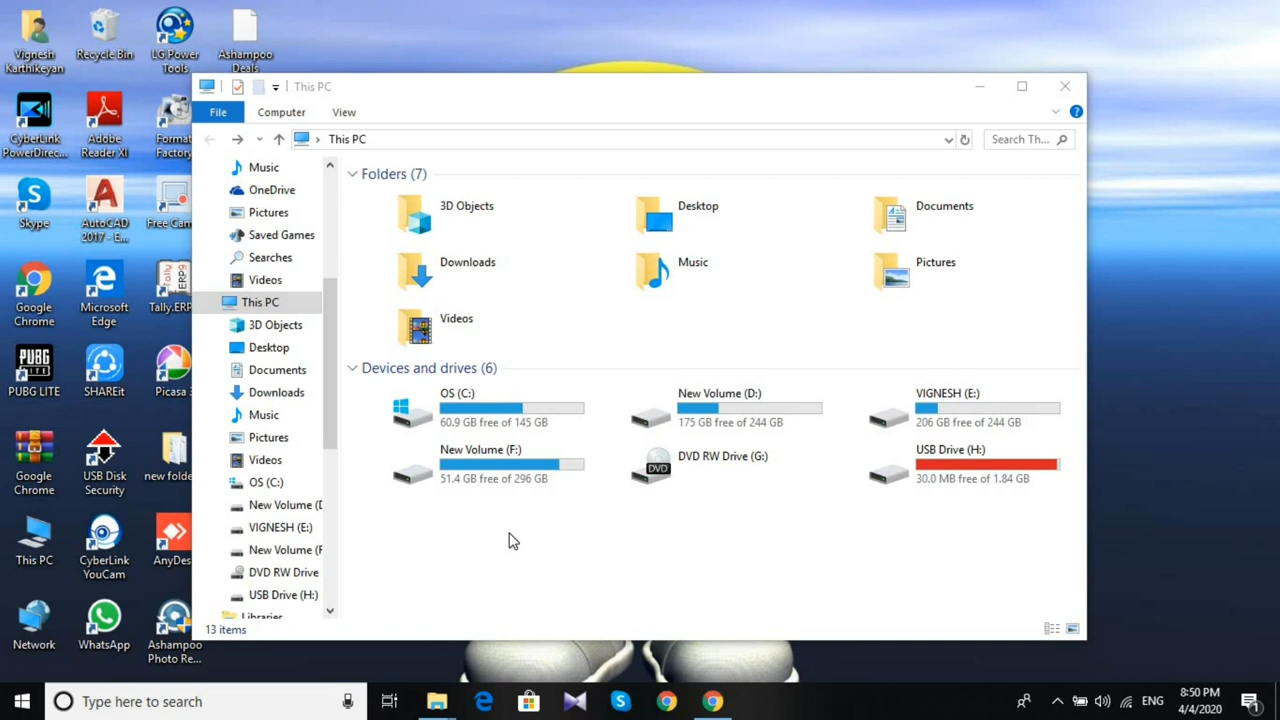 Vignesh
Karthikeyan
Recycle Bin
LG Power
Tools
Ashampoo
Deals
CyberLink
PowerDirec...
Adobe
Reader XI
Format
Factory
Skype
AutoCAD
2017 - E...
Free Cam
Google
Chrome
Microsoft
Edge
Tally.ERP
PUBG LITE
SHAREit
Picasa 3
Google
Chrome
USB Disk
Security
new folde
This PC
CyberLink
YouCam
AnyDes
Network
WhatsApp
Ashampoo
Photo Re...
This PC
File
Computer
View
This PC
Search Th...
Music
OneDrive
Pictures
Saved Games
Searches
Videos
This PC
3D Objects
Desktop
Documents
Downloads
Music
Pictures
Videos
OS (C:)
New Volume (D
VIGNESH (E:)
New Volume (F
DVD RW Drive
USB Drive (H:)
Libraries
Folders (7)
3D Objects
Desktop
Documents
Downloads
Music
Pictures
Videos
Devices and drives (6)
OS (C:)
60.9 GB free of 145 GB
New Volume (D:)
175 GB free of 244 GB
VIGNESH (E:)
206 GB free of 244 GB
New Volume (F:)
51.4 GB free of 296 GB
DVD
DVD RW Drive (G:)
USB Drive (H:)
30.0 MB free of 1.84 GB
13 items
Type here to search
ENG
8:50 PM
4/4/2020
1